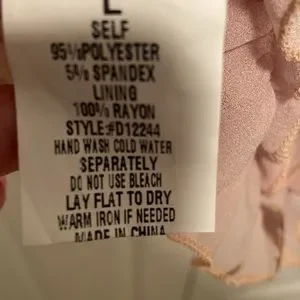 L
SELF
95%POLYESTER
5% SPANDEX
LINING
100% RAYON
STYLE:#D12244
HAND WASH COLD WATER
SEPARATELY
DO NOT USE BLEACH
LAY FLAT TO DRY
WARM IRON IF NEEDED
MADE IN CHINA